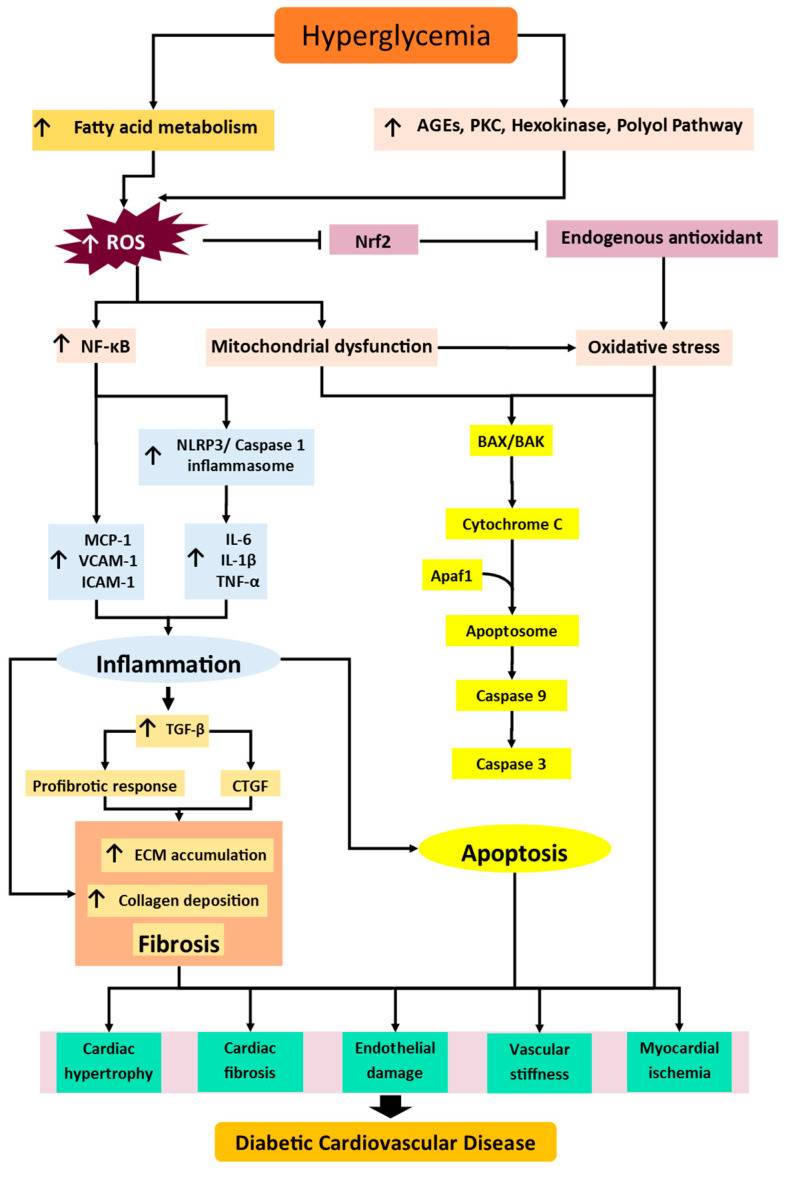 Hyperglycemia
↑ Fatty acid metabolism
↑ AGEs, PKC, Hexokinase, Polyol Pathway
↑ ROS
Nrf2
Endogenous antioxidant
↑ NF-κB
Mitochondrial dysfunction
Oxidative stress
↑ NLRP3/ Caspase 1
inflammasome
BAX/BAK
Cytochrome C
↑ MCP-1
VCAM-1
ICAM-1
↑ IL-6
IL-1β
TNF-α
Apaf1
Apoptosome
Inflammation
Caspase 9
↑ TGF-β
Caspase 3
Profibrotic response
CTGF
↑ ECM accumulation
Apoptosis
↑ Collagen deposition
Fibrosis
Cardiac
hypertrophy
Cardiac
fibrosis
Endothelial
damage
Vascular
stiffness
Myocardial
ischemia
Diabetic Cardiovascular Disease